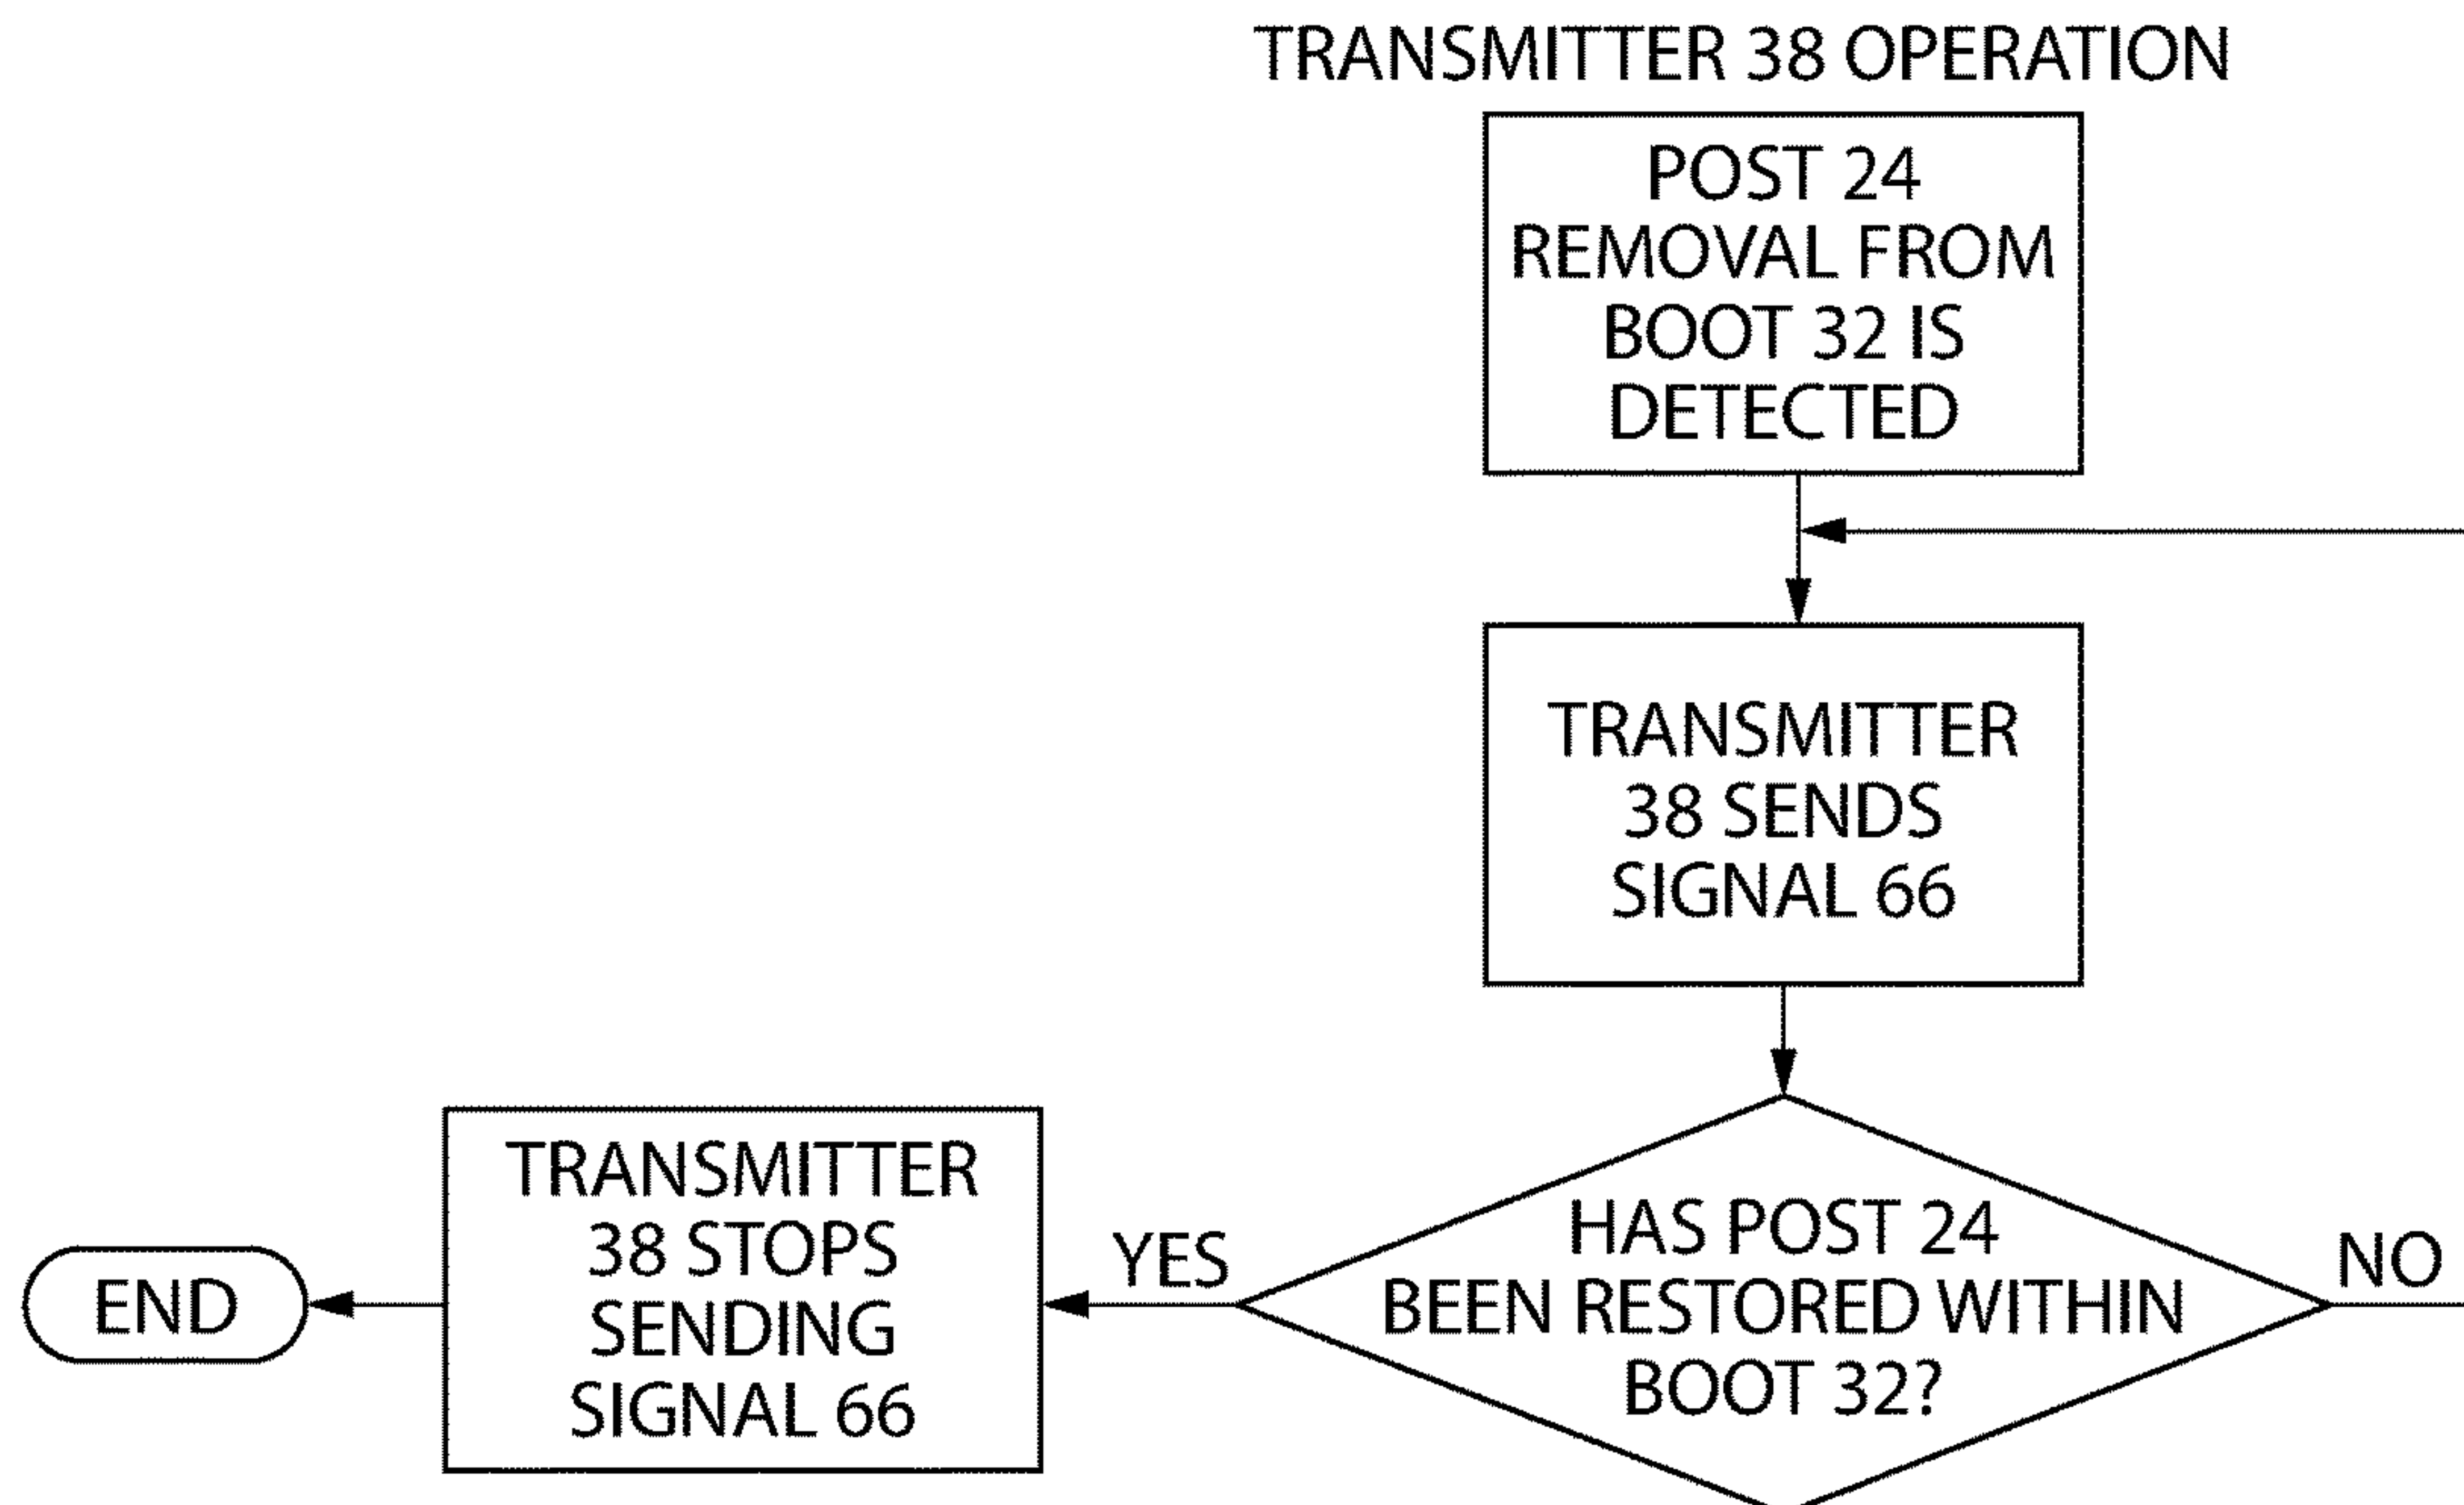 TRANSMITTER 38 OPERATION
POST 24
REMOVAL FROM
BOOT 32 IS
DETECTED
TRANSMITTER
38 SENDS
SIGNAL 66
HAS POST 24
BEEN RESTORED WITHIN
BOOT 32?
NO
YES
TRANSMITTER
38 STOPS
SENDING
SIGNAL 66
END